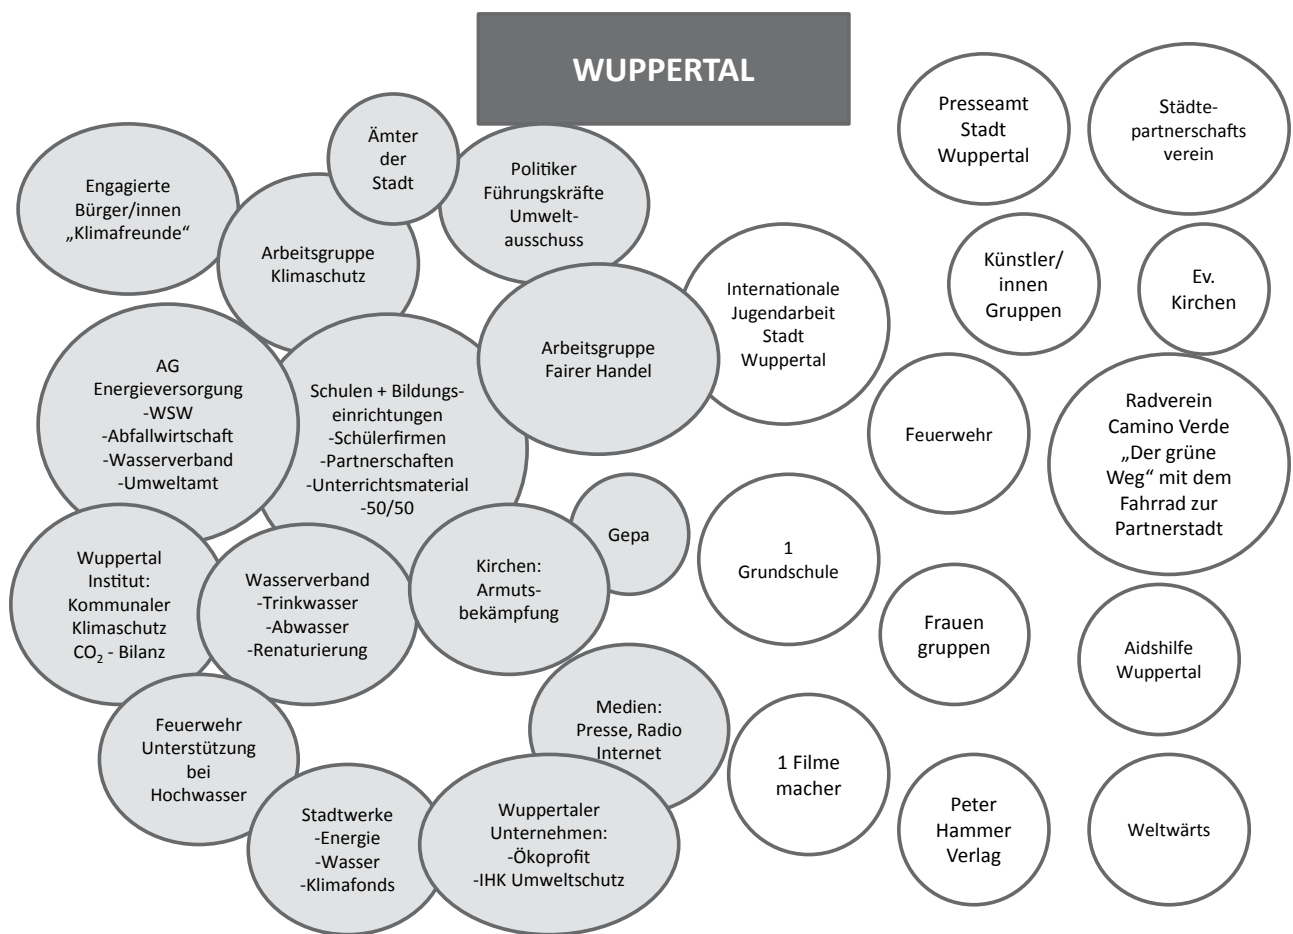 WUPPERTAL
Ämter
der
Stadt
Politiker
Führungskräfte
Umwelt-
ausschuss
Engagierte
Bürger/innen
„Klimafreunde“
Arbeitsgruppe
Klimaschutz
Presseamt
Stadt
Wuppertal
Städte-
partnerschafts
verein
Internationale
Jugendarbeit
Stadt
Wuppertal
Künstler/
innen
Gruppen
Ev.
Kirchen
AG
Energieversorgung
-WSW
-Abfallwirtschaft
-Wasserverband
-Umweltamt
Schulen + Bildungs-
einrichtungen
-Schülerfirmen
-Partnerschaften
-Unterrichtsmaterial
-50/50
Arbeitsgruppe
Fairer Handel
Feuerwehr
Radverein
Camino Verde
„Der grüne
Weg“ mit dem
Fahrrad zur
Partnerstadt
Wuppertal
Institut:
Kommunaler
Klimaschutz
CO₂ - Bilanz
Wasserverband
-Trinkwasser
-Abwasser
-Renaturierung
Kirchen:
Armuts-
bekämpfung
Gepa
1
Grundschule
Frauen
gruppen
Aidshilfe
Wuppertal
Feuerwehr
Unterstützung
bei
Hochwasser
Medien:
Presse, Radio
Internet
1 Filme
macher
Stadtwerke
-Energie
-Wasser
-Klimafonds
Wuppertaler
Unternehmen:
-Ökoprofit
-IHK Umweltschutz
Peter
Hammer
Verlag
Weltwärts